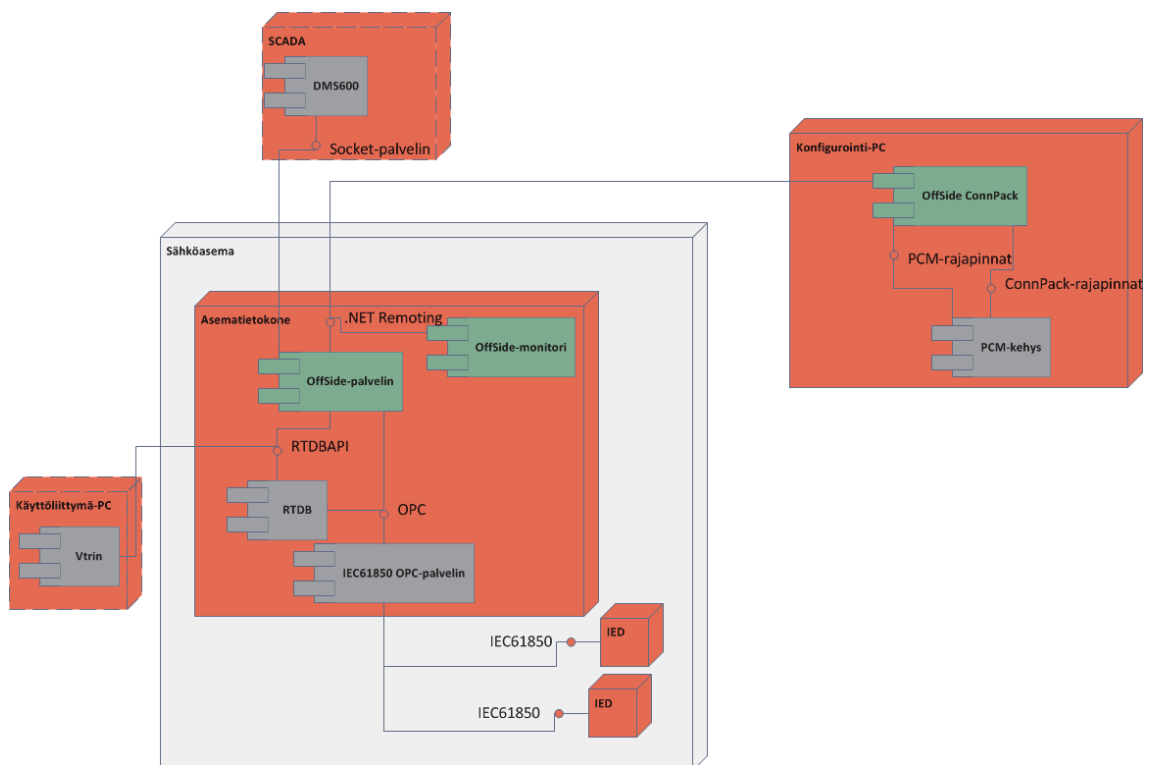 SCADA
DMS600
Socket-palvelin
Konfigurointi-PC
OffSide ConnPack
PCM-rajapinnat
ConnPack-rajapinnat
PCM-kehys
Sähköasema
Asematietokone
.NET Remoting
OffSide-monitori
OffSide-palvelin
RTDBAPI
RTDB
OPC
IEC61850 OPC-palvelin
Käyttöliittymä-PC
Vtrin
IEC61850
IED
IEC61850
IED